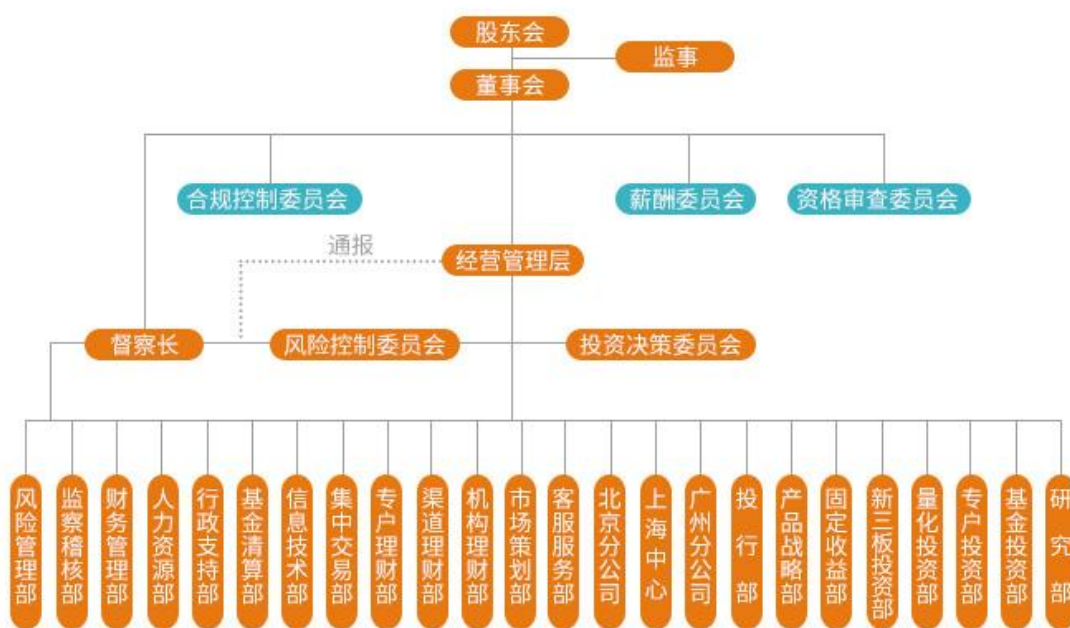 股东会
监事
董事会
合规控制委员会
薪酬委员会
资格审查委员会
通报
经营管理层
督察长
风险控制委员会
投资决策委员会
风险管理部
监察稽核部
财务管理部
人力资源部
行政支持部
基金清算部
信息技术部
集中交易部
专户理财部
渠道理财部
机构理财部
市场策划部
客服服务部
北京分公司
上海中心
广州分公司
投行部
产品战略部
固定收益部
新三板投资部
量化投资部
专户投资部
基金投资部
研究部